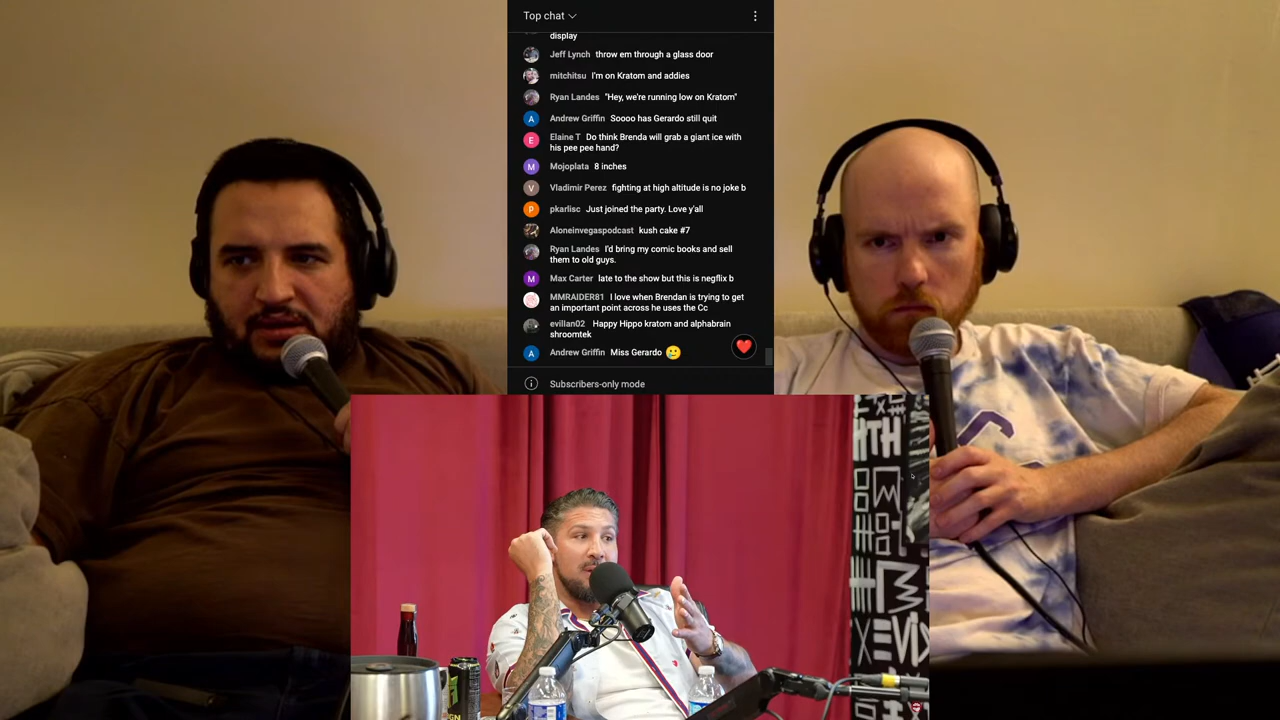 Top chat
display
Jeff Lynch throw em through a glass door
mitchitsu I'm on Kratom and addies
Ryan Landes "Hey, we're running low on Kratom"
A Andrew Griffin Soooo has Gerardo still quit
E Elaine T Do think Brenda will grab a giant ice with
his pee pee hand?
M Mojoplata 8 inches
V Vladimir Perez fighting at high altitude is no joke b
P pkarlisc Just joined the party. Love y'all
Aloneinvegaspodcast kush cake #7
Ryan Landes I'd bring my comic books and sell
them to old guys.
M Max Carter late to the show but this is negflix b
MMRAIDER81 I love when Brendan is trying to get
an important point across he uses the Cc
evillan02 Happy Hippo kratom and alphabrain
shroomtek
A Andrew Griffin Miss Gerardo 🥲
Subscribers-only mode